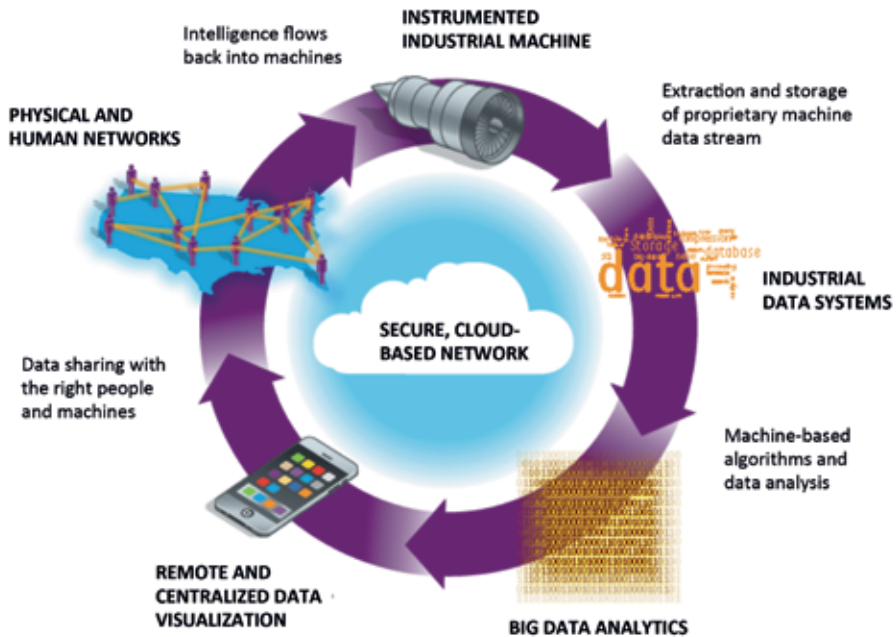 INSTRUMENTED
INDUSTRIAL MACHINE
Intelligence flows
back into machines
Extraction and storage
of proprietary machine
data stream
PHYSICAL AND
HUMAN NETWORKS
storage
database
data
INDUSTRIAL
DATA SYSTEMS
SECURE, CLOUD-
BASED NETWORK
Data sharing with
the right people
and machines
Machine-based
algorithms and
data analysis
REMOTE AND
CENTRALIZED DATA
VISUALIZATION
BIG DATA ANALYTICS